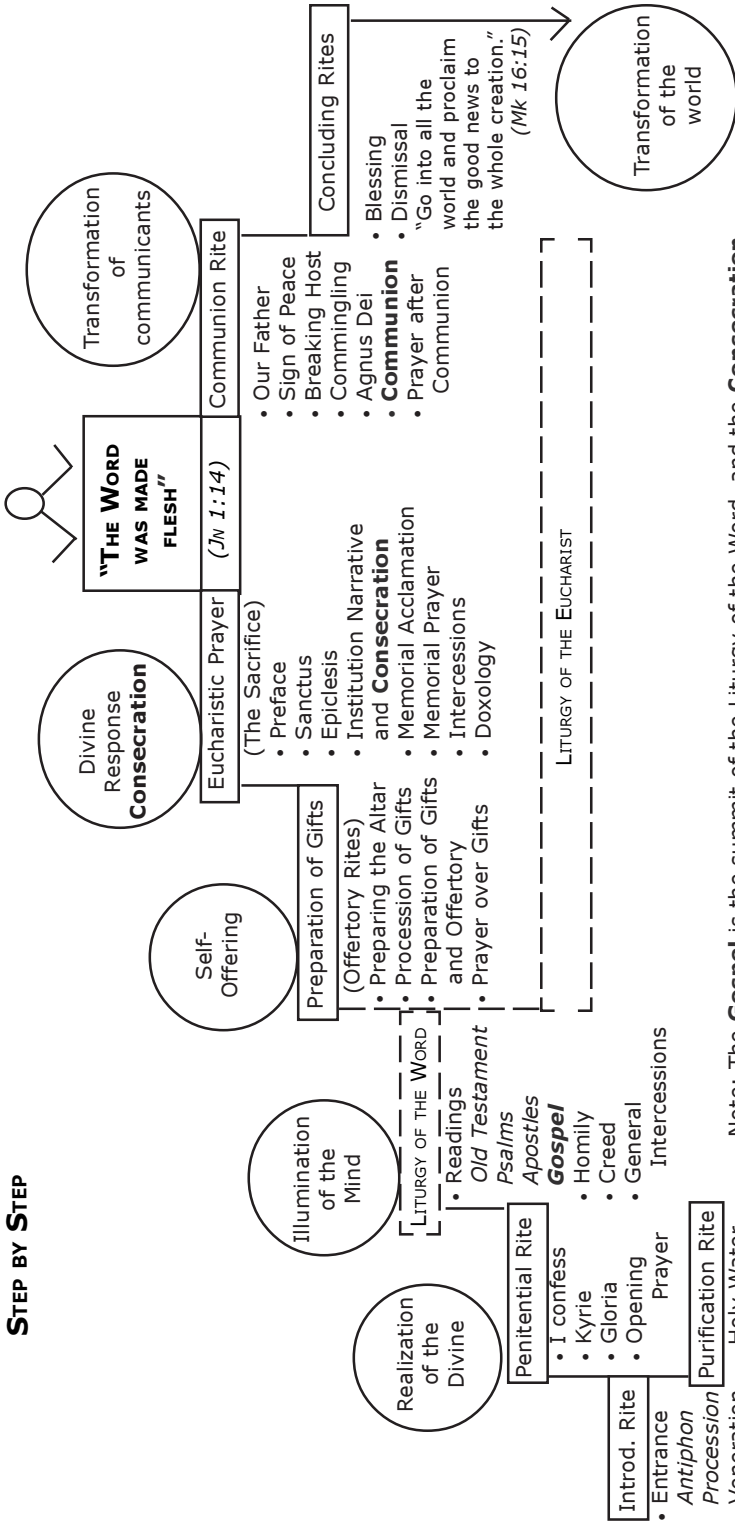 STEP BY STEP
Realization
of the
Divine
Illumination
of the
Mind
Self-
Offering
Divine
Response
Consecration
Transformation
of
communicants
Transformation
of the
world
"THE WORD
WAS MADE
FLESH"
(JN 1:14)
Introd. Rite
• Entrance
Antiphon
Procession
Veneration
Purification Rite
Holy Water
Penitential Rite
• I confess
• Kyrie
• Gloria
• Opening
Prayer
LITURGY OF THE WORD
• Readings
Old Testament
Psalms
Apostles
Gospel
• Homily
• Creed
• General
Intercessions
Preparation of Gifts
(Offertory Rites)
• Preparing the Altar
• Procession of Gifts
• Preparation of Gifts
and Offertory
• Prayer over Gifts
Eucharistic Prayer
(The Sacrifice)
• Preface
• Sanctus
• Epiclesis
• Institution Narrative
and Consecration
• Memorial Acclamation
• Memorial Prayer
• Intercessions
• Doxology
LITURGY OF THE EUCHARIST
Communion Rite
• Our Father
• Sign of Peace
• Breaking Host
• Commingling
• Agnus Dei
• Communion
• Prayer after
Communion
Concluding Rites
• Blessing
• Dismissal
"Go into all the
world and proclaim
the good news to
the whole creation."
(Mk 16:15)
Note: The Gospel is the summit of the Liturgy of the Word, and the Consecration